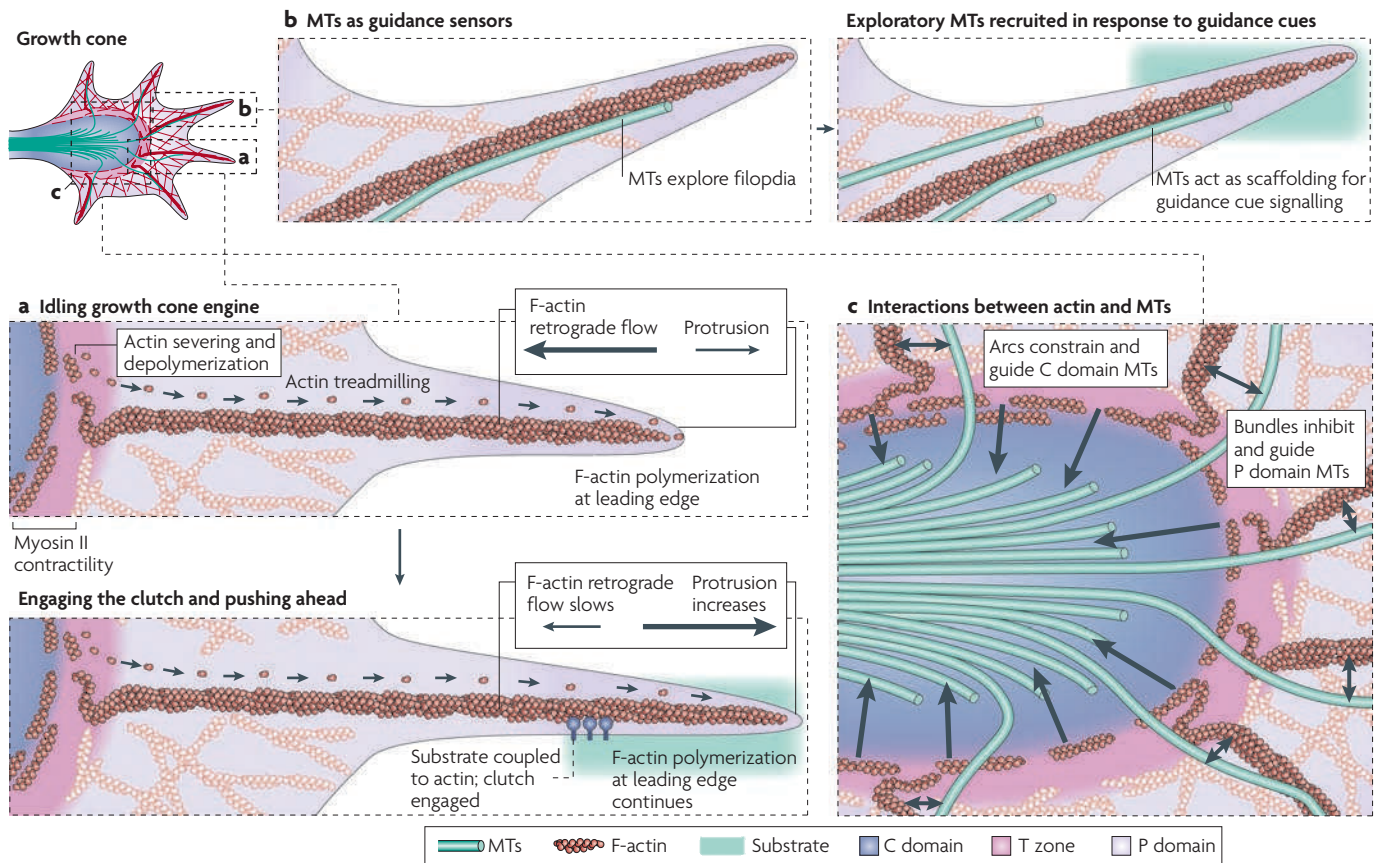 Growth cone
b
a
c
b MTs as guidance sensors
MTs explore filopdia
Exploratory MTs recruited in response to guidance cues
MTs act as scaffolding for
guidance cue signalling
a Idling growth cone engine
Actin severing and
depolymerization
Actin treadmilling
F-actin
retrograde flow
Protrusion
F-actin polymerization
at leading edge
Myosin II
contractility
Engaging the clutch and pushing ahead
F-actin retrograde
flow slows
Protrusion
increases
Substrate coupled
to actin; clutch
engaged
F-actin polymerization
at leading edge
continues
c Interactions between actin and MTs
Arcs constrain and
guide C domain MTs
Bundles inhibit
and guide
P domain MTs
MTs
F-actin
Substrate
C domain
T zone
P domain